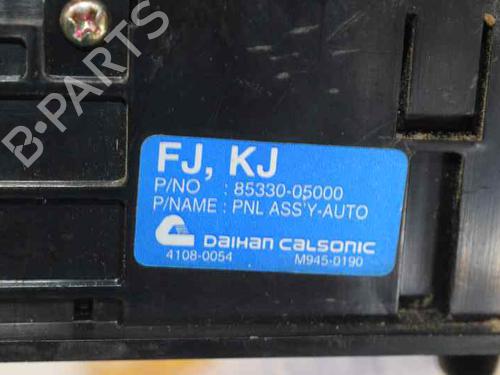 B-PARTS
FJ, KJ
P/NO : 85330-05000
P/NAME : PNL ASS'Y-AUTO
DAIHAN CALSONIC
4108-0054 M945-0190